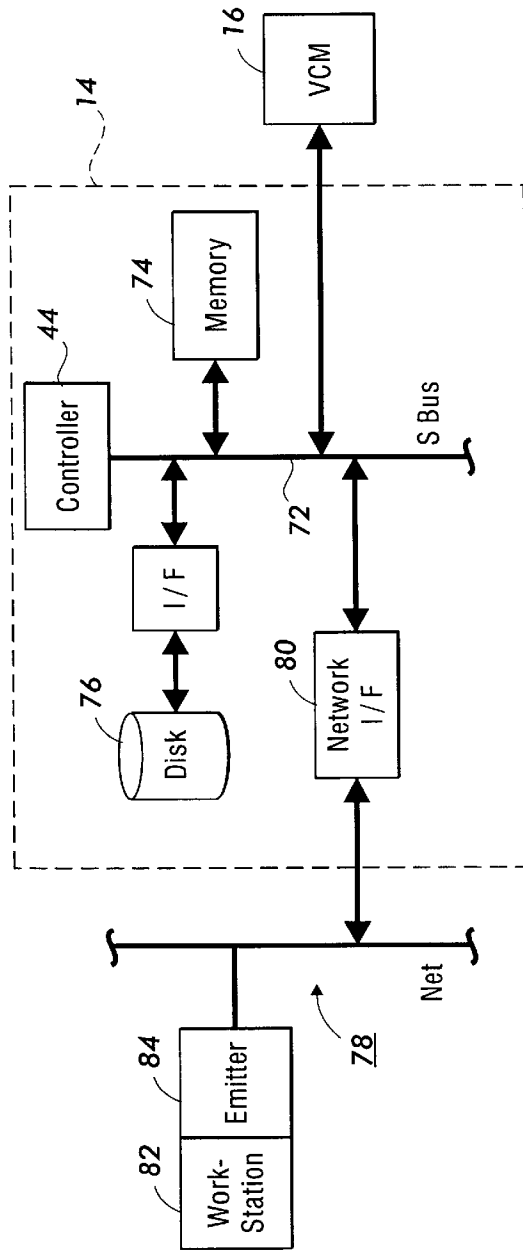 14
44
Controller
74
Memory
16
VCM
76
Disk
I/F
72
S Bus
80
Network
I/F
82
84
Work-
Station
Emitter
Net
78